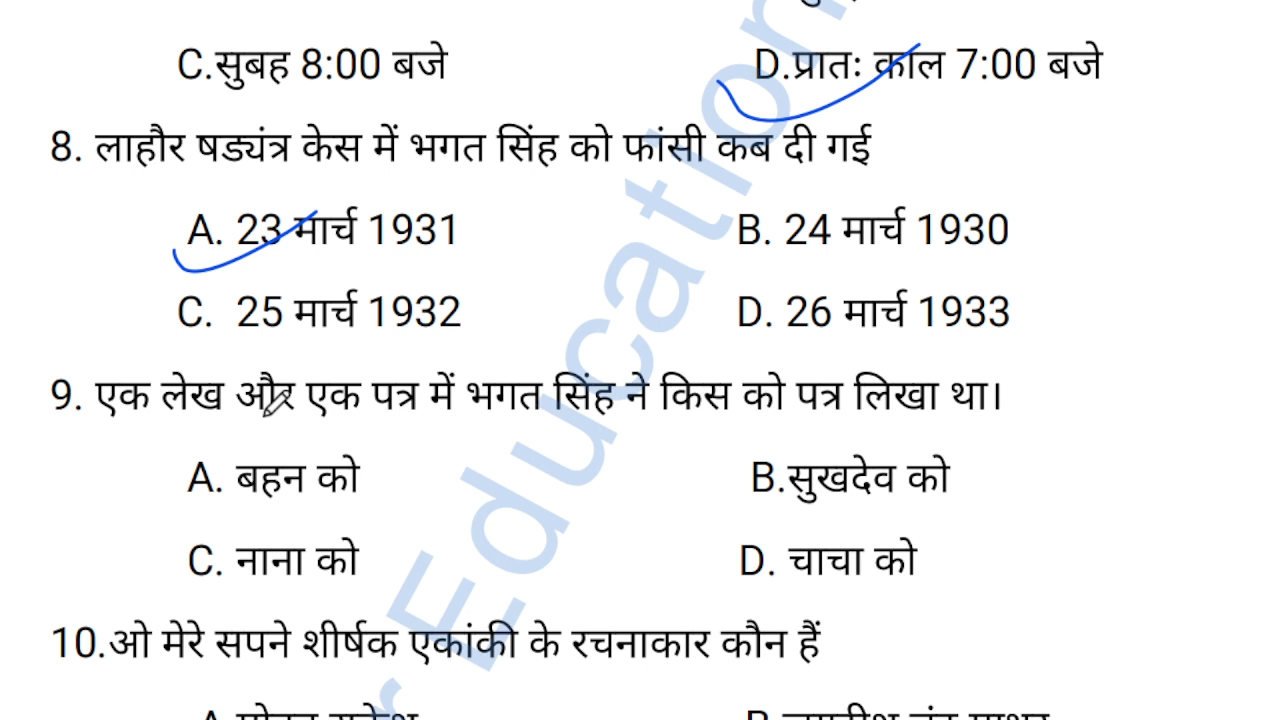 C.सुबह 8:00 बजे D.प्रातः काल 7:00 बजे
8. लाहौर षड्यंत्र केस में भगत सिंह को फांसी कब दी गई
A. 23 मार्च 1931 B. 24 मार्च 1930
C. 25 मार्च 1932 D. 26 मार्च 1933
9. एक लेख और एक पत्र में भगत सिंह ने किस को पत्र लिखा था।
A. बहन को B.सुखदेव को
C. नाना को D. चाचा को
10.ओ मेरे सपने शीर्षक एकांकी के रचनाकार कौन हैं
r Education